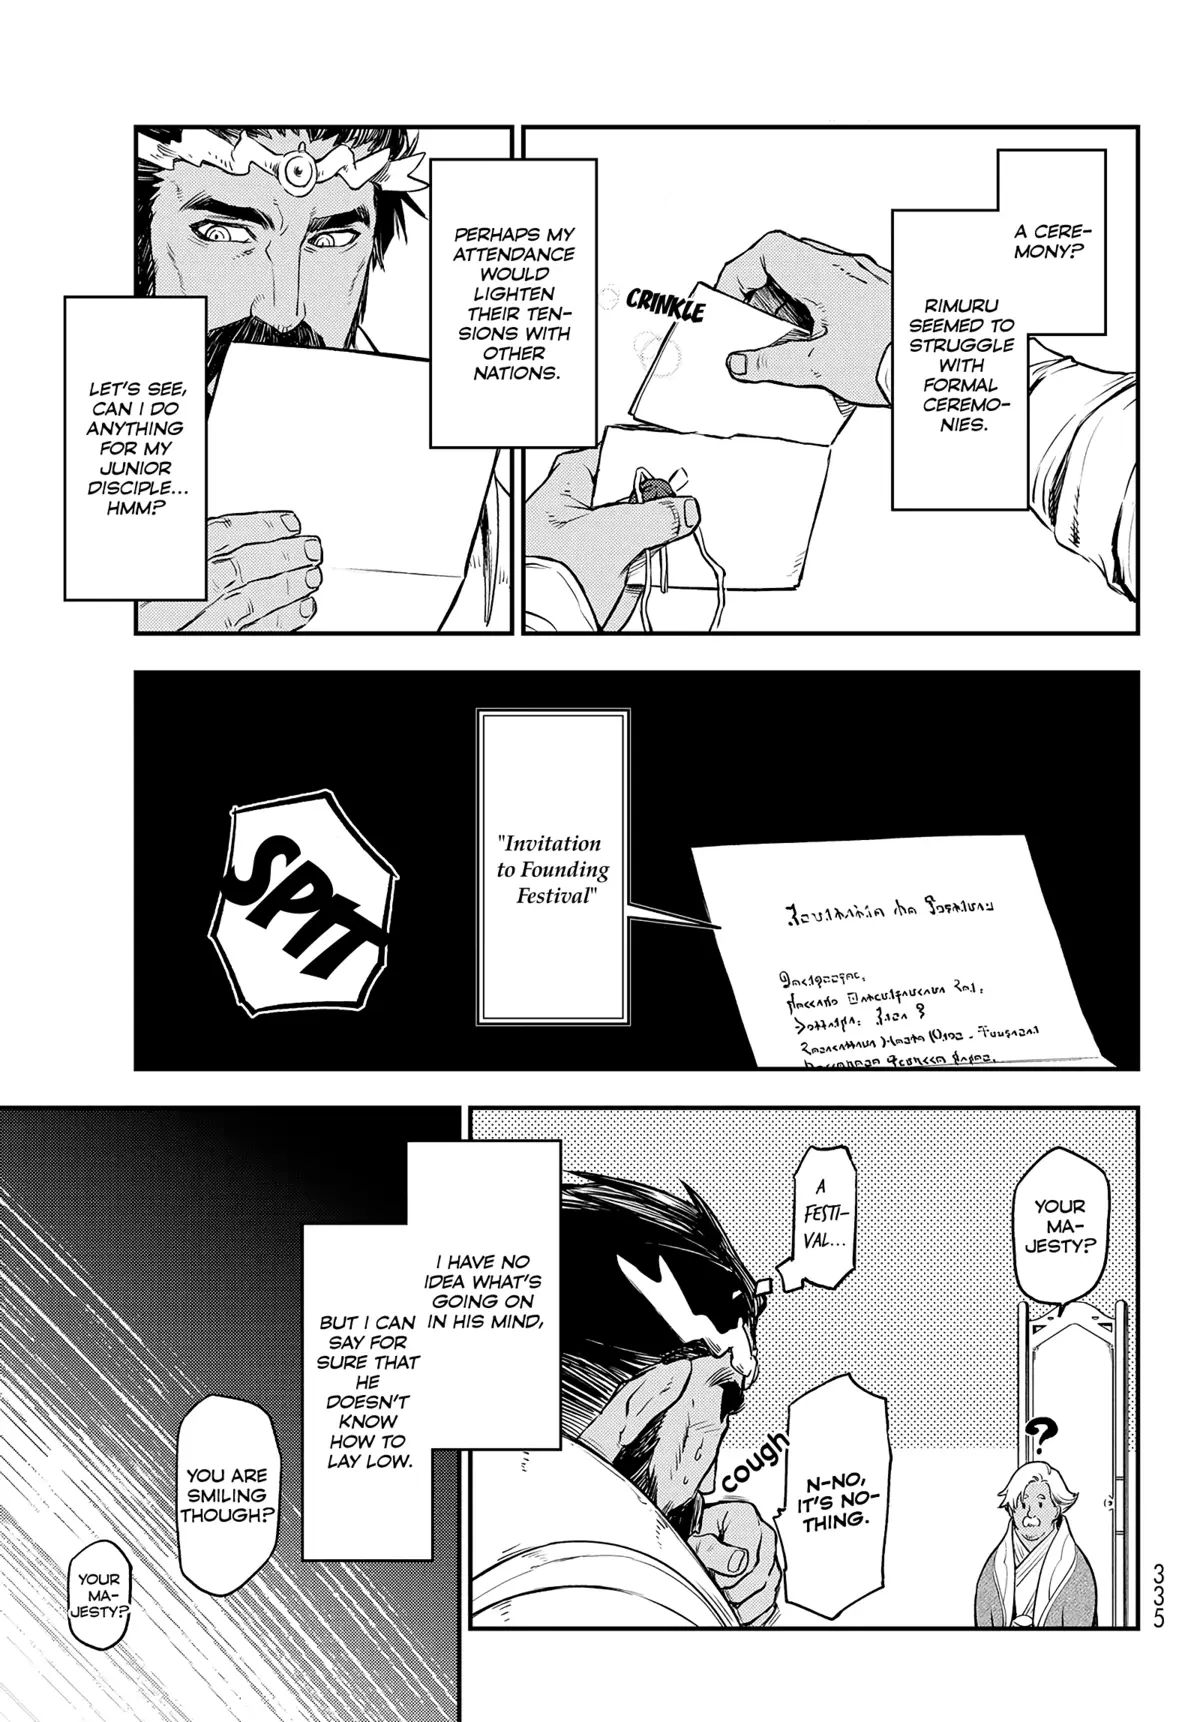 A CERE-
MONY?
RIMURU
SEEMED TO
STRUGGLE
WITH
FORMAL
CEREMO-
NIES.
CRINKLE
PERHAPS MY
ATTENDANCE
WOULD
LIGHTEN
THEIR TEN-
SIONS WITH
OTHER
NATIONS.
LET'S SEE,
CAN I DO
ANYTHING
FOR MY
JUNIOR
DISCIPLE...
HMM?
"Invitation
to Founding
Festival"
SPIT
YOUR
MA-
JESTY?
A
FESTI-
VAL...
?
cough
N-NO,
IT'S NO-
THING.
I HAVE NO
IDEA WHAT'S
GOING ON
IN HIS MIND,
BUT I CAN
SAY FOR
SURE THAT
HE
DOESN'T
KNOW
HOW TO
LAY LOW.
YOU ARE
SMILING
THOUGH?
YOUR
MA-
JESTY?
335